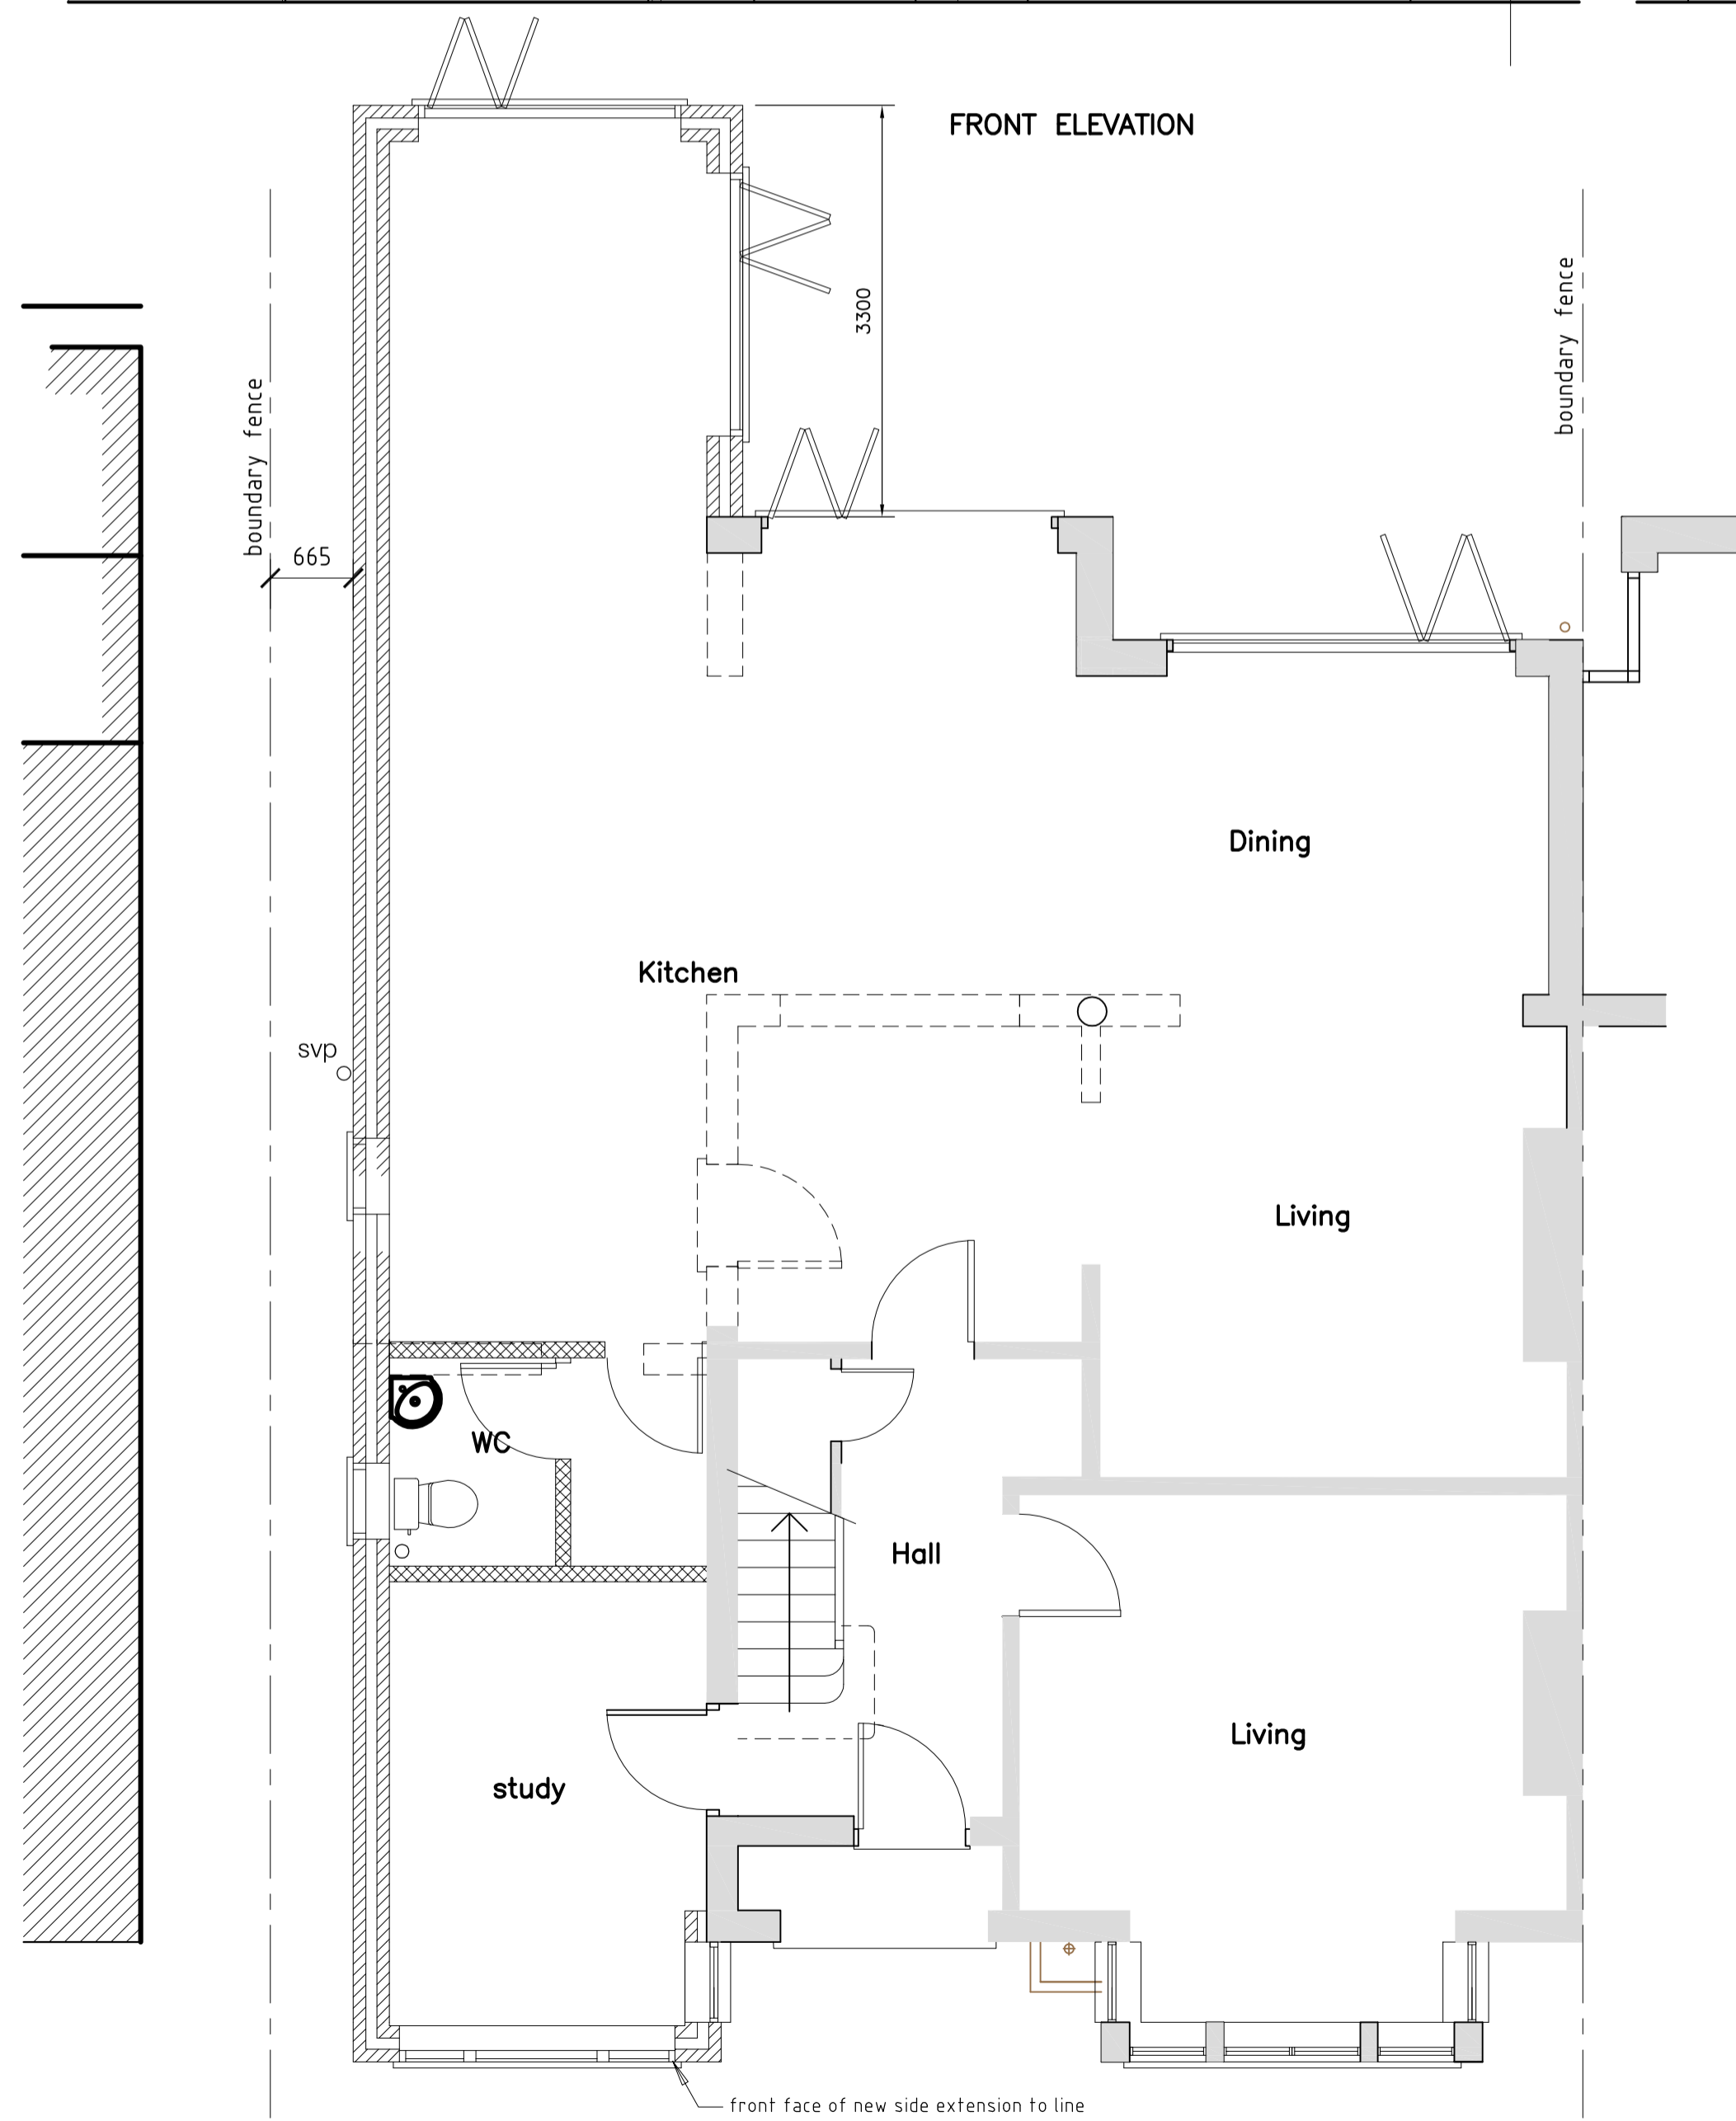 FRONT ELEVATION
3300
boundary fence
boundary fence
665
Dining
Kitchen
svp
Living
WC
Hall
Living
study
front face of new side extension to line